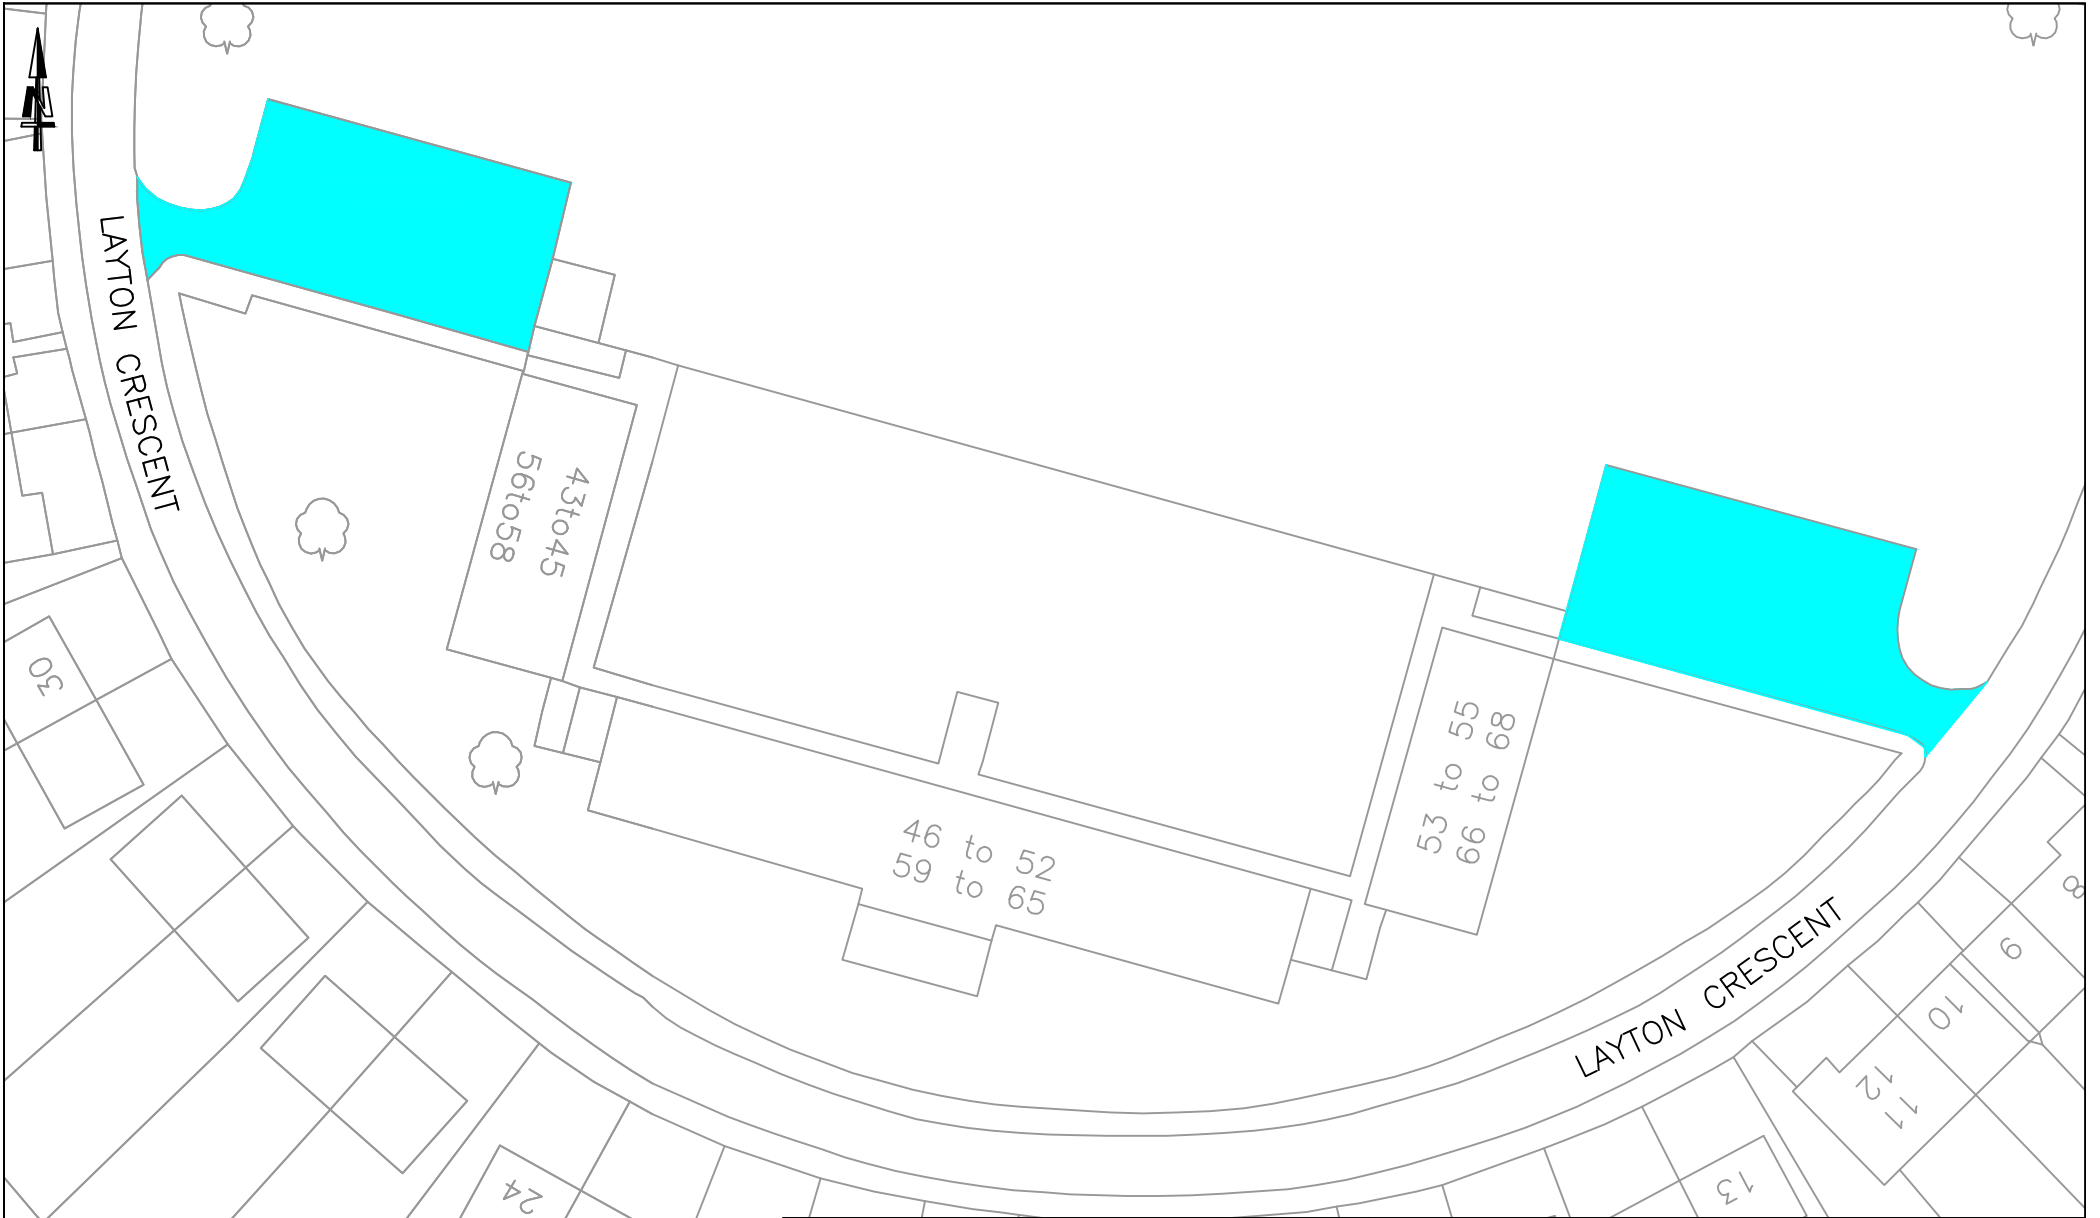 N
LAYTON CRESCENT
43to45
56to58
30
53 to 55
66 to 68
46 to 52
59 to 65
8
9
10
LAYTON CRESCENT
12
11
13
24